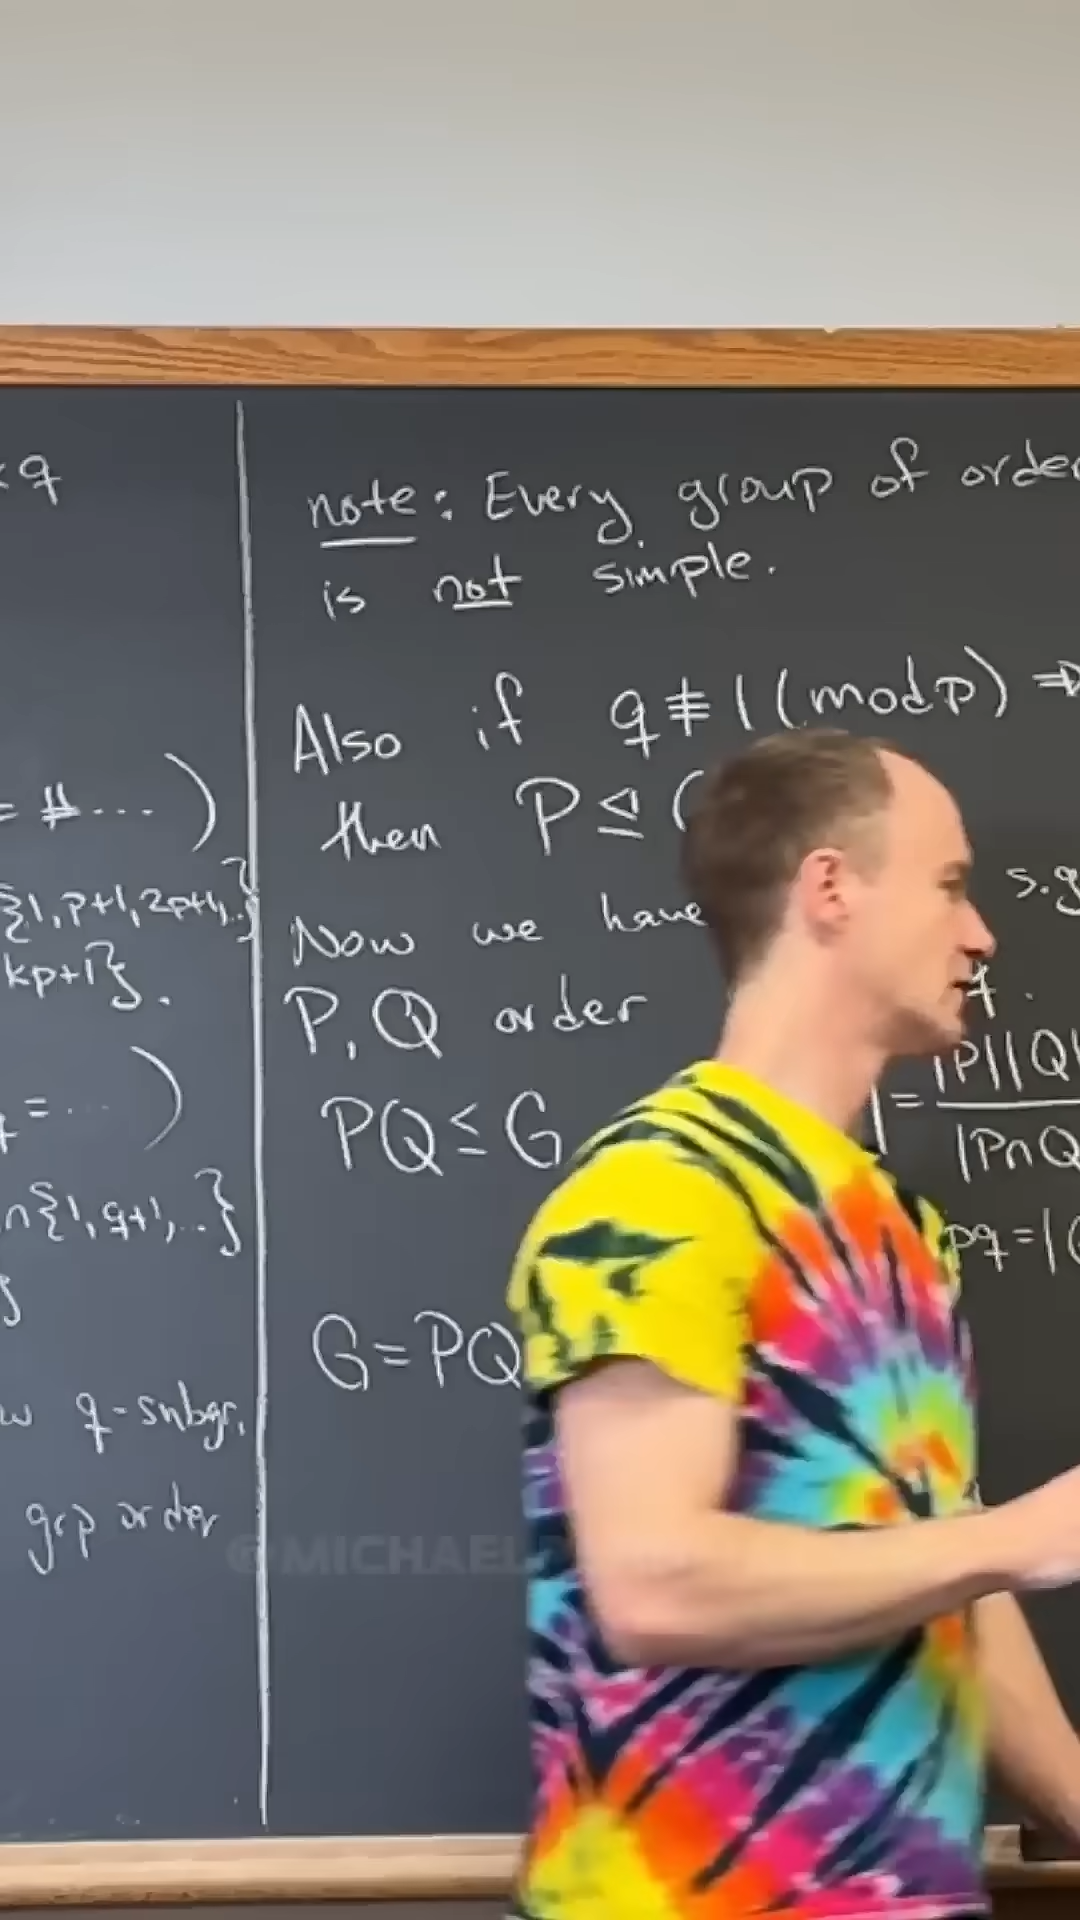 < q
= # ... )
{1, p+1, 2p+1, ..}
kp+1}.
= ... )
n{1, q+1, ..}
}
q-subgr.
grp order
note: Every group of order
is not simple.
Also if q ≢ 1 (mod p) ⇒
then P ⊴ (
Now we have s.g
P, Q order q.
PQ ≤ G | = |P||Q|
|P∩Q
pq = |G
G = PQ
@MICHAEL